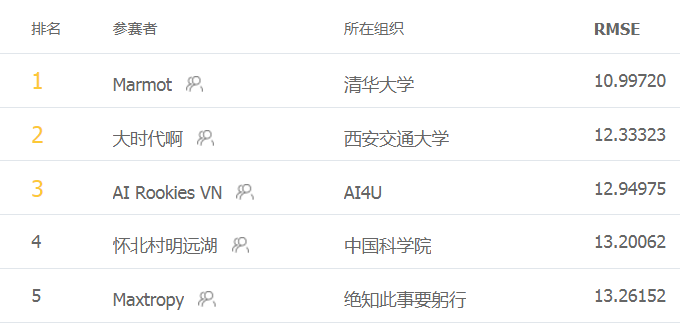 排名 参赛者 所在组织 RMSE
1 Marmot 清华大学 10.99720
2 大时代啊 西安交通大学 12.33323
3 AI Rookies VN AI4U 12.94975
4 怀北村明远湖 中国科学院 13.20062
5 Maxtropy 绝知此事要躬行 13.26152